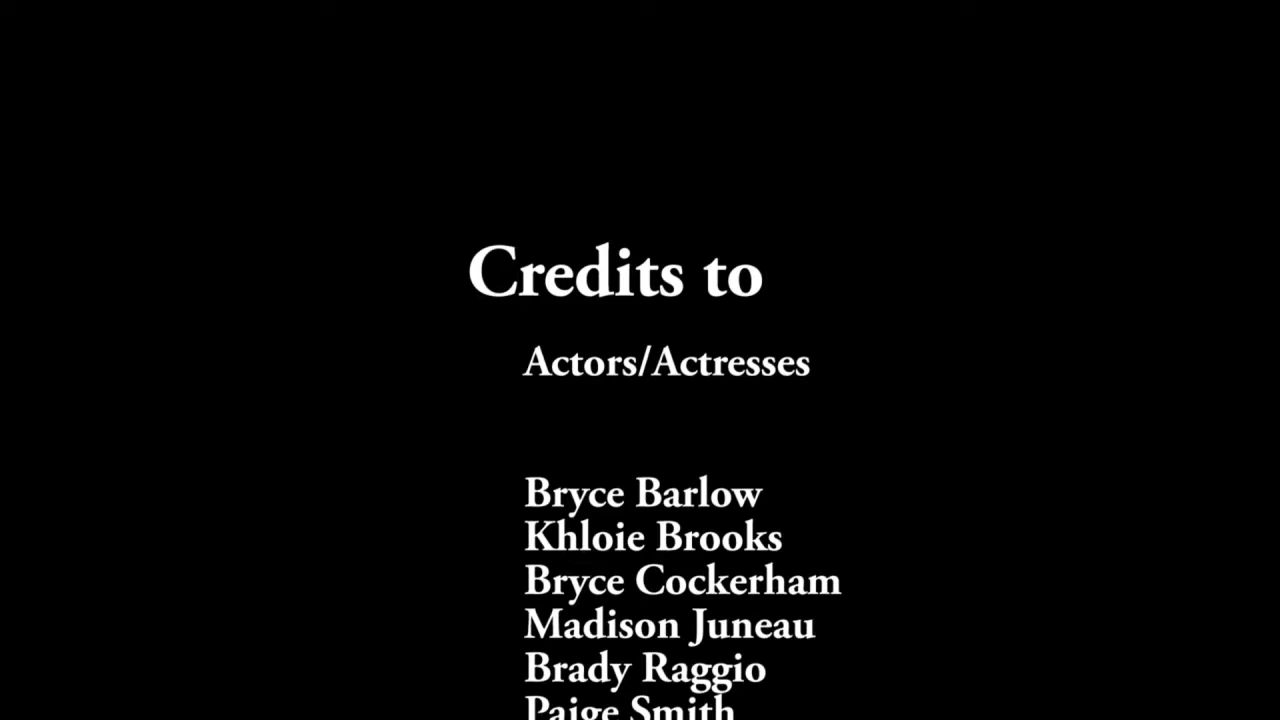 Credits to
Actors/Actresses
Bryce Barlow
Khloie Brooks
Bryce Cockerham
Madison Juneau
Brady Raggio
Paige Smith